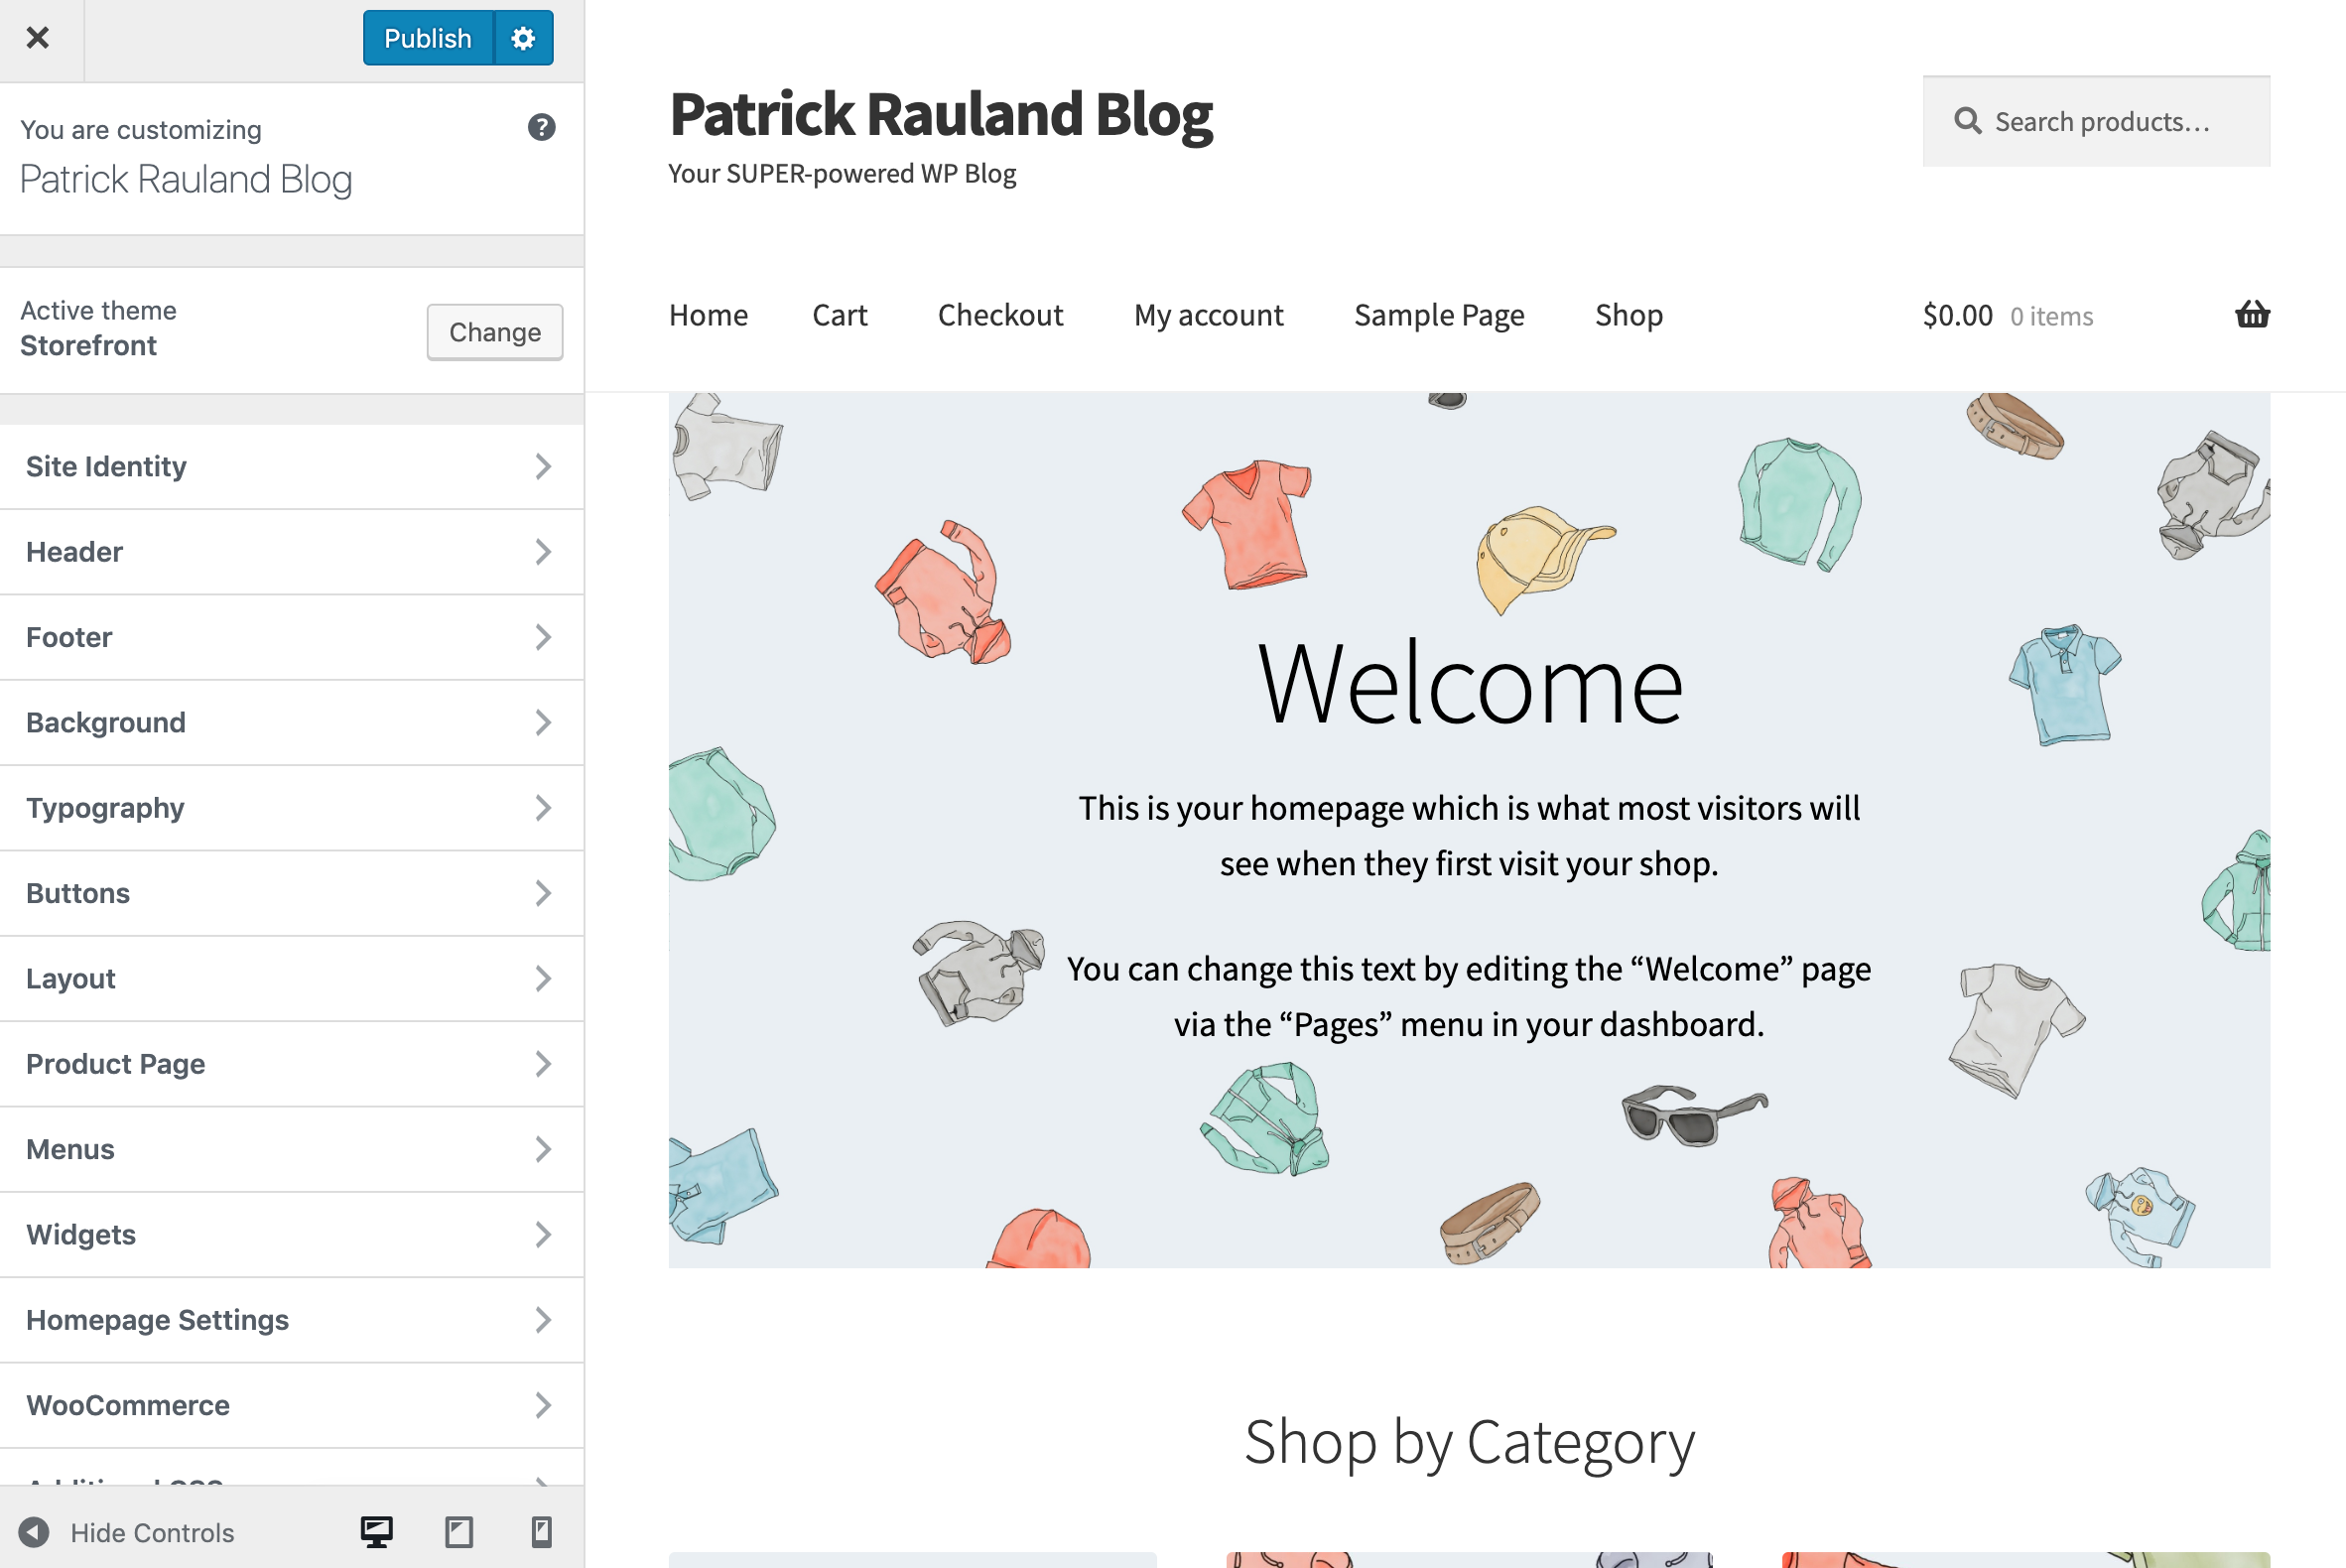 Publish
You are customizing
Patrick Rauland Blog
Active theme
Storefront
Change
Site Identity
Header
Footer
Background
Typography
Buttons
Layout
Product Page
Menus
Widgets
Homepage Settings
WooCommerce
Hide Controls
Patrick Rauland Blog
Your SUPER-powered WP Blog
Search products…
Home Cart Checkout My account Sample Page Shop $0.00 0 items
Welcome
This is your homepage which is what most visitors will
see when they first visit your shop.
You can change this text by editing the “Welcome” page
via the “Pages” menu in your dashboard.
Shop by Category